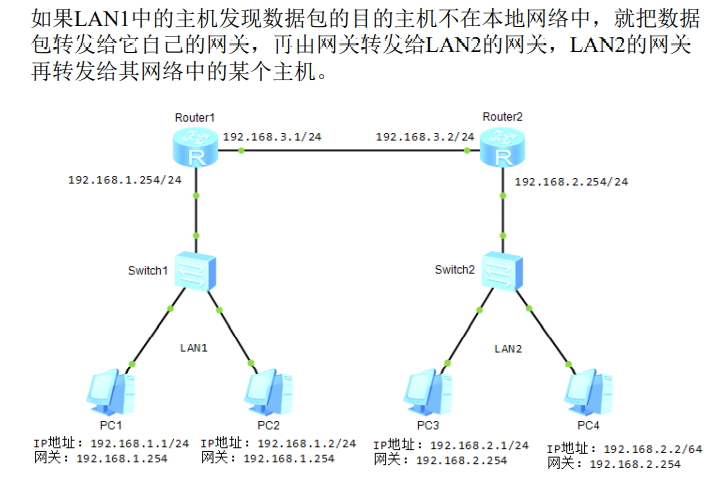 如果LAN1中的主机发现数据包的目的主机不在本地网络中，就把数据
包转发给它自己的网关，再由网关转发给LAN2的网关，LAN2的网关
再转发给其网络中的某个主机。
Router1
Router2
192.168.3.1/24
192.168.3.2/24
R
R
192.168.1.254/24
192.168.2.254/24
Switch1
Switch2
LAN1
LAN2
PC1
PC2
PC3
PC4
IP地址：192.168.1.1/24
网关：192.168.1.254
IP地址：192.168.1.2/24
网关：192.168.1.254
IP地址：192.168.2.1/24
网关：192.168.2.254
IP地址：192.168.2.2/64
网关：192.168.2.254